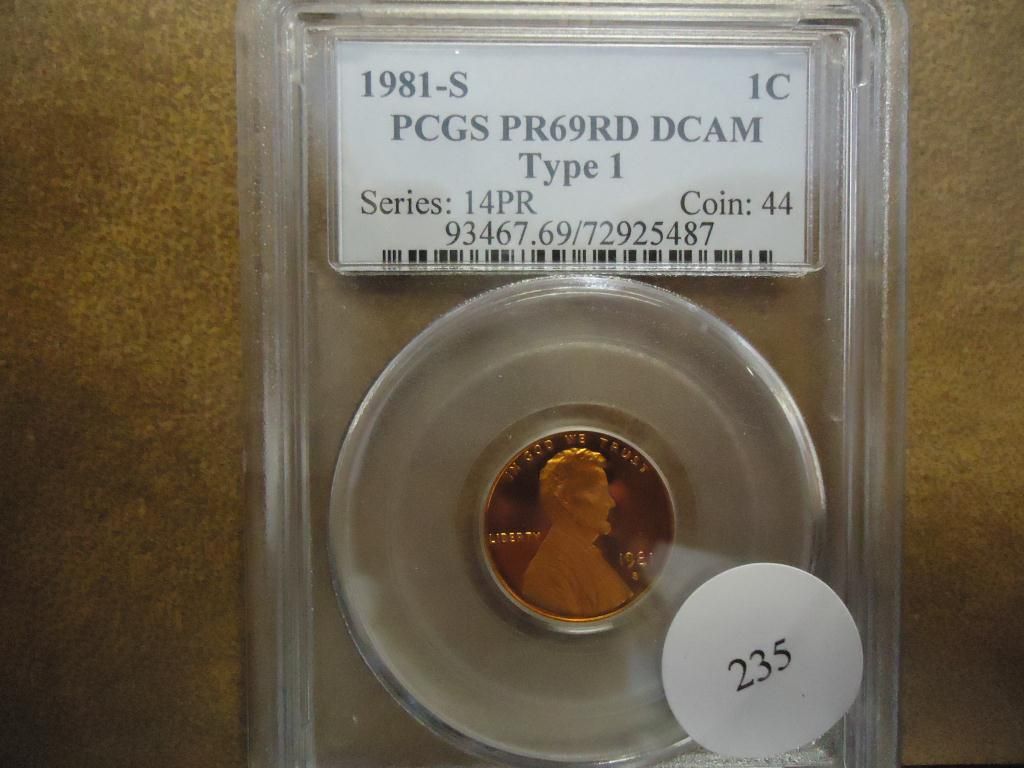 1981-S 1C
PCGS PR69RD DCAM
Type 1
Series: 14PR Coin: 44
93467.69/72925487
IN GOD WE TRUST
LIBERTY 1981
S
235